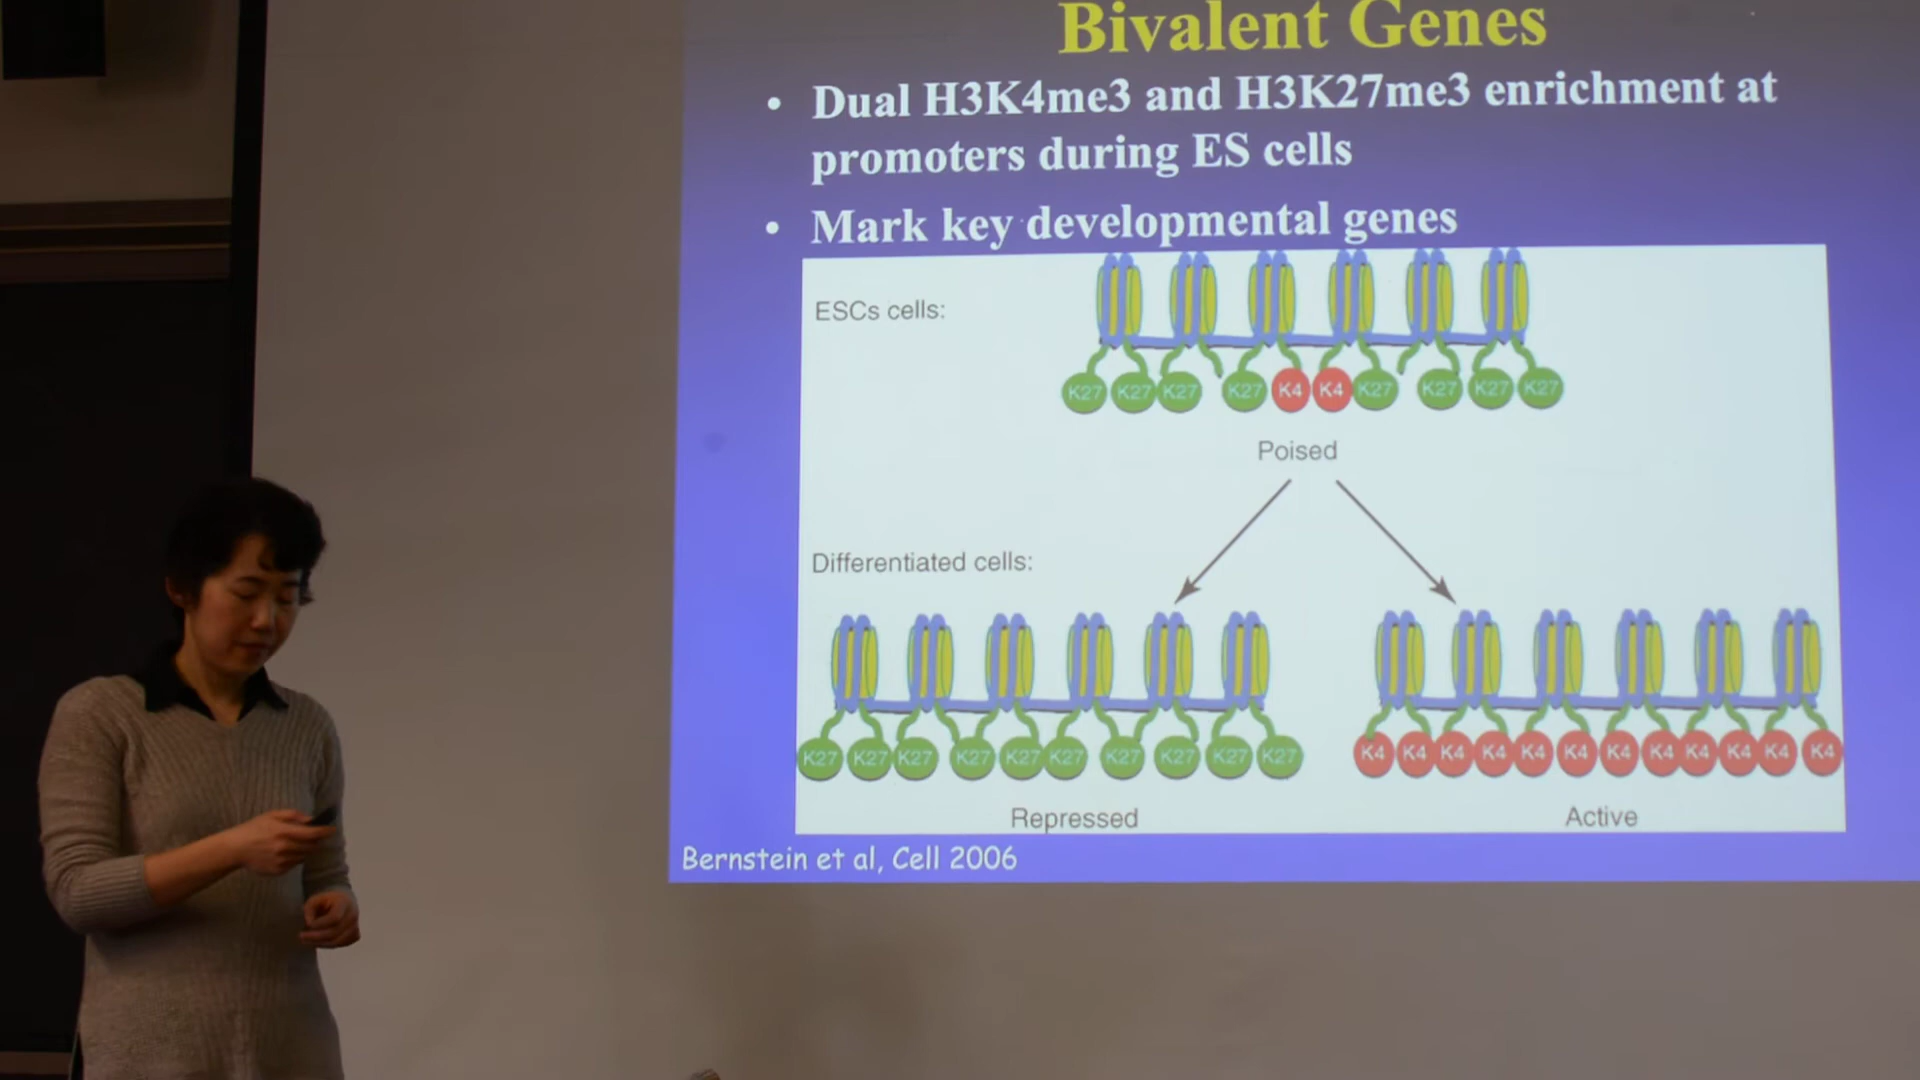 Bivalent Genes
• Dual H3K4me3 and H3K27me3 enrichment at
promoters during ES cells
• Mark key developmental genes
ESCs cells:
K27 K27 K27 K27 K4 K4 K27 K27 K27 K27
Poised
Differentiated cells:
K27 K27 K27 K27 K27 K27 K27 K27 K27 K27
K4 K4 K4 K4 K4 K4 K4 K4 K4 K4 K4 K4
Repressed
Active
Bernstein et al, Cell 2006